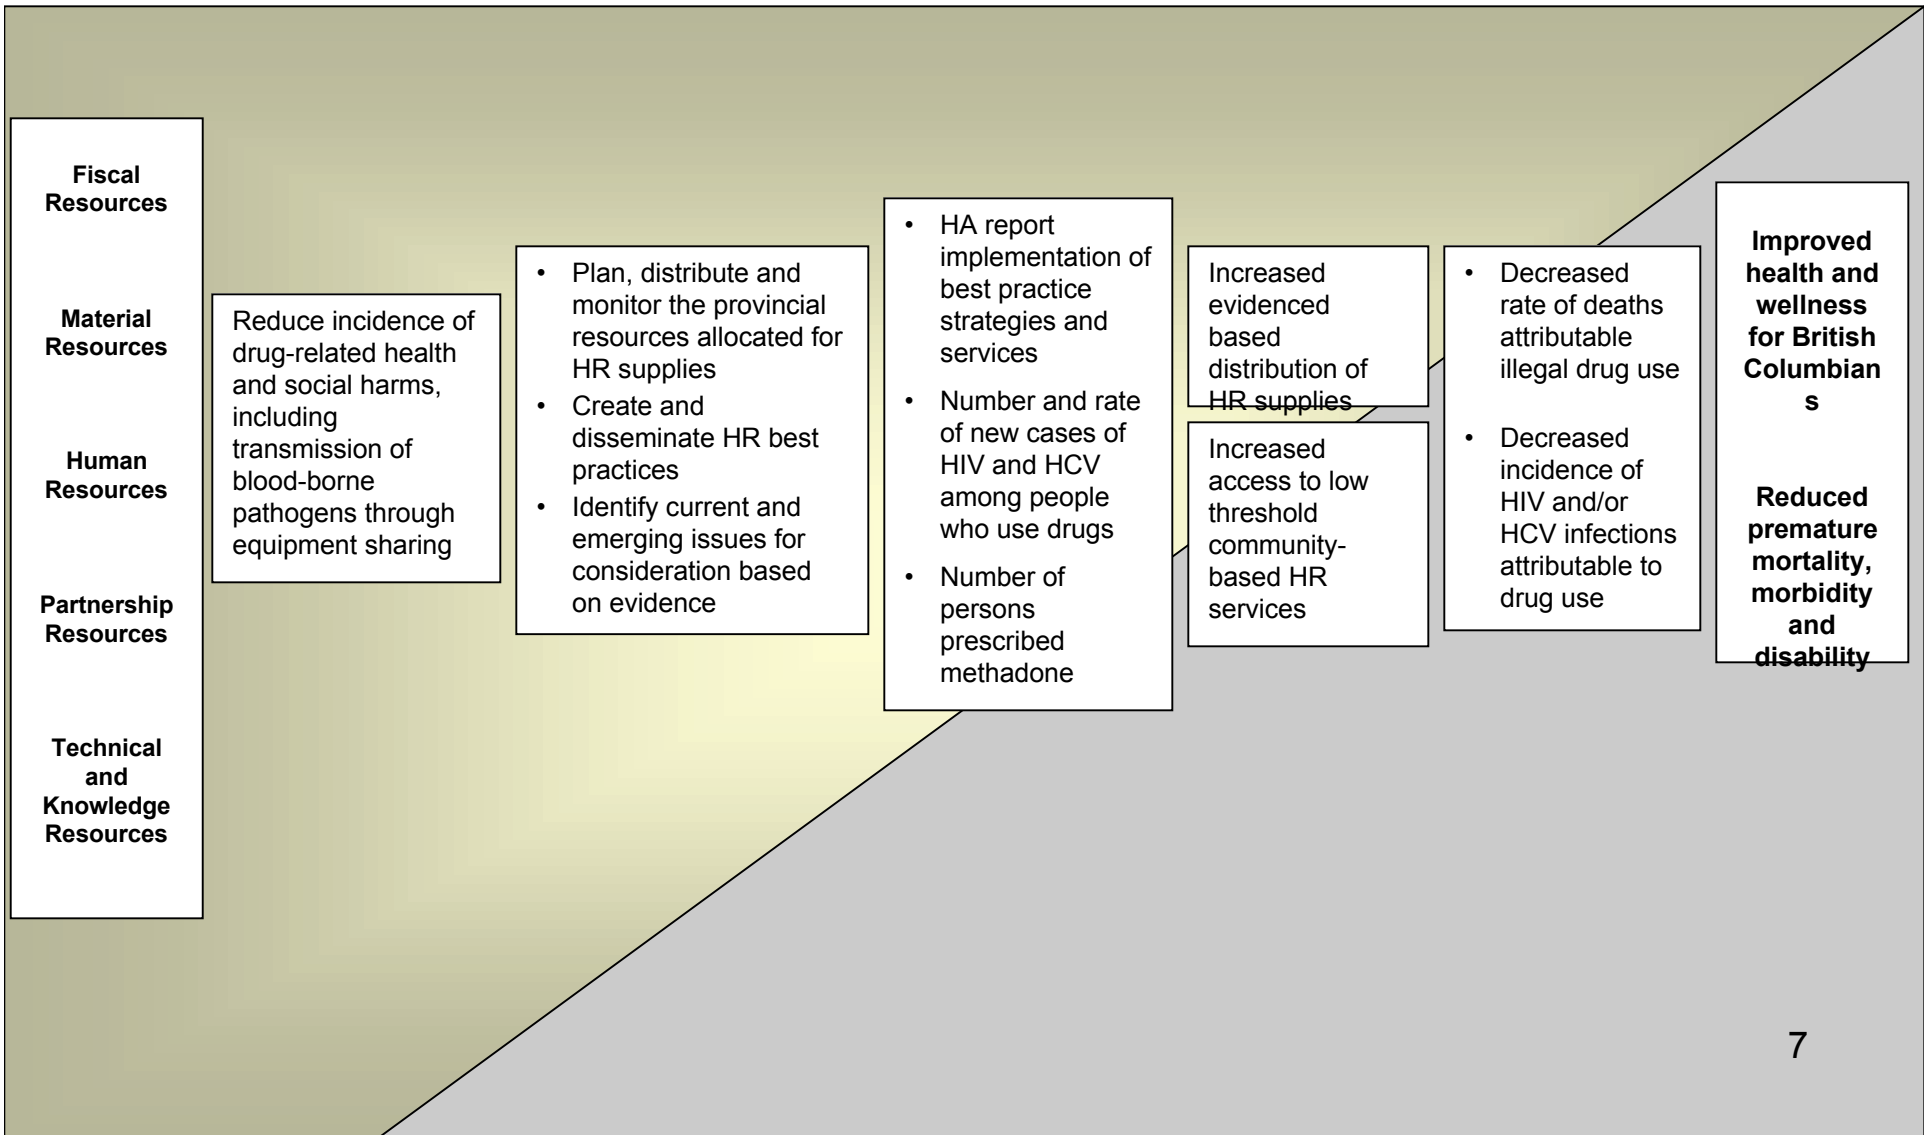 Fiscal
Resources
Material
Resources
Human
Resources
Partnership
Resources
Technical
and
Knowledge
Resources
Reduce incidence of
drug-related health
and social harms,
including
transmission of
blood-borne
pathogens through
equipment sharing
• Plan, distribute and
monitor the provincial
resources allocated for
HR supplies
• Create and
disseminate HR best
practices
• Identify current and
emerging issues for
consideration based
on evidence
• HA report
implementation of
best practice
strategies and
services
• Number and rate
of new cases of
HIV and HCV
among people
who use drugs
• Number of
persons
prescribed
methadone
Increased
evidenced
based
distribution of
HR supplies
Increased
access to low
threshold
community-
based HR
services
• Decreased
rate of deaths
attributable
illegal drug use
• Decreased
incidence of
HIV and/or
HCV infections
attributable to
drug use
Improved
health and
wellness
for British
Columbian
s
Reduced
premature
mortality,
morbidity
and
disability
7